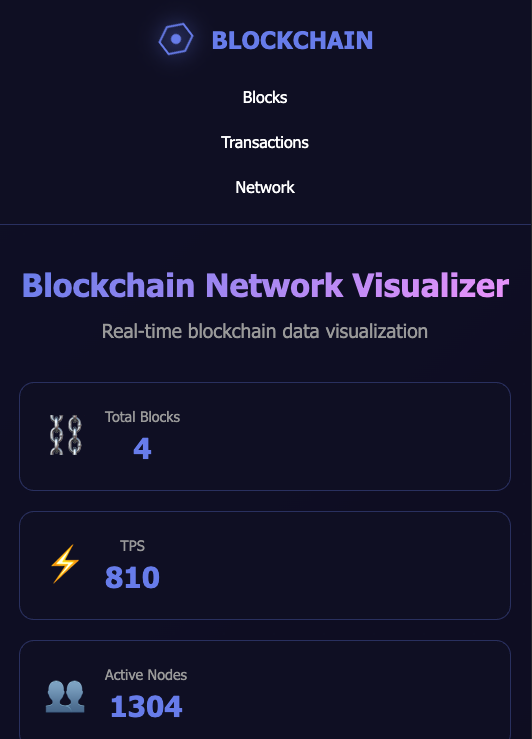 BLOCKCHAIN
Blocks
Transactions
Network
Blockchain Network Visualizer
Real-time blockchain data visualization
Total Blocks
4
TPS
810
Active Nodes
1304